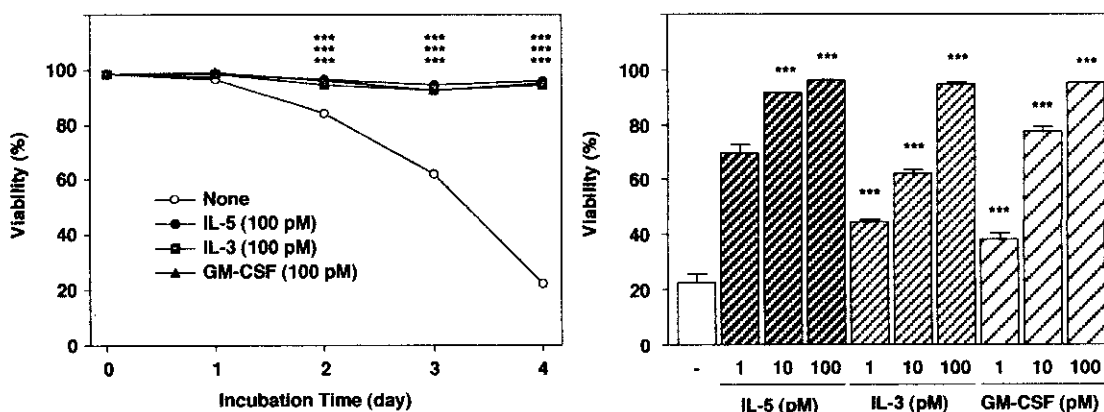 ***
***
***
***
***
***
***
***
***
100
80
60
40
20
0
Viability (%)
None
IL-5 (100 pM)
IL-3 (100 pM)
GM-CSF (100 pM)
0 1 2 3 4
Incubation Time (day)
100
80
60
40
20
0
Viability (%)
*** *** *** *** *** *** *** ***
- 1 10 100 1 10 100 1 10 100
IL-5 (pM) IL-3 (pM) GM-CSF (pM)